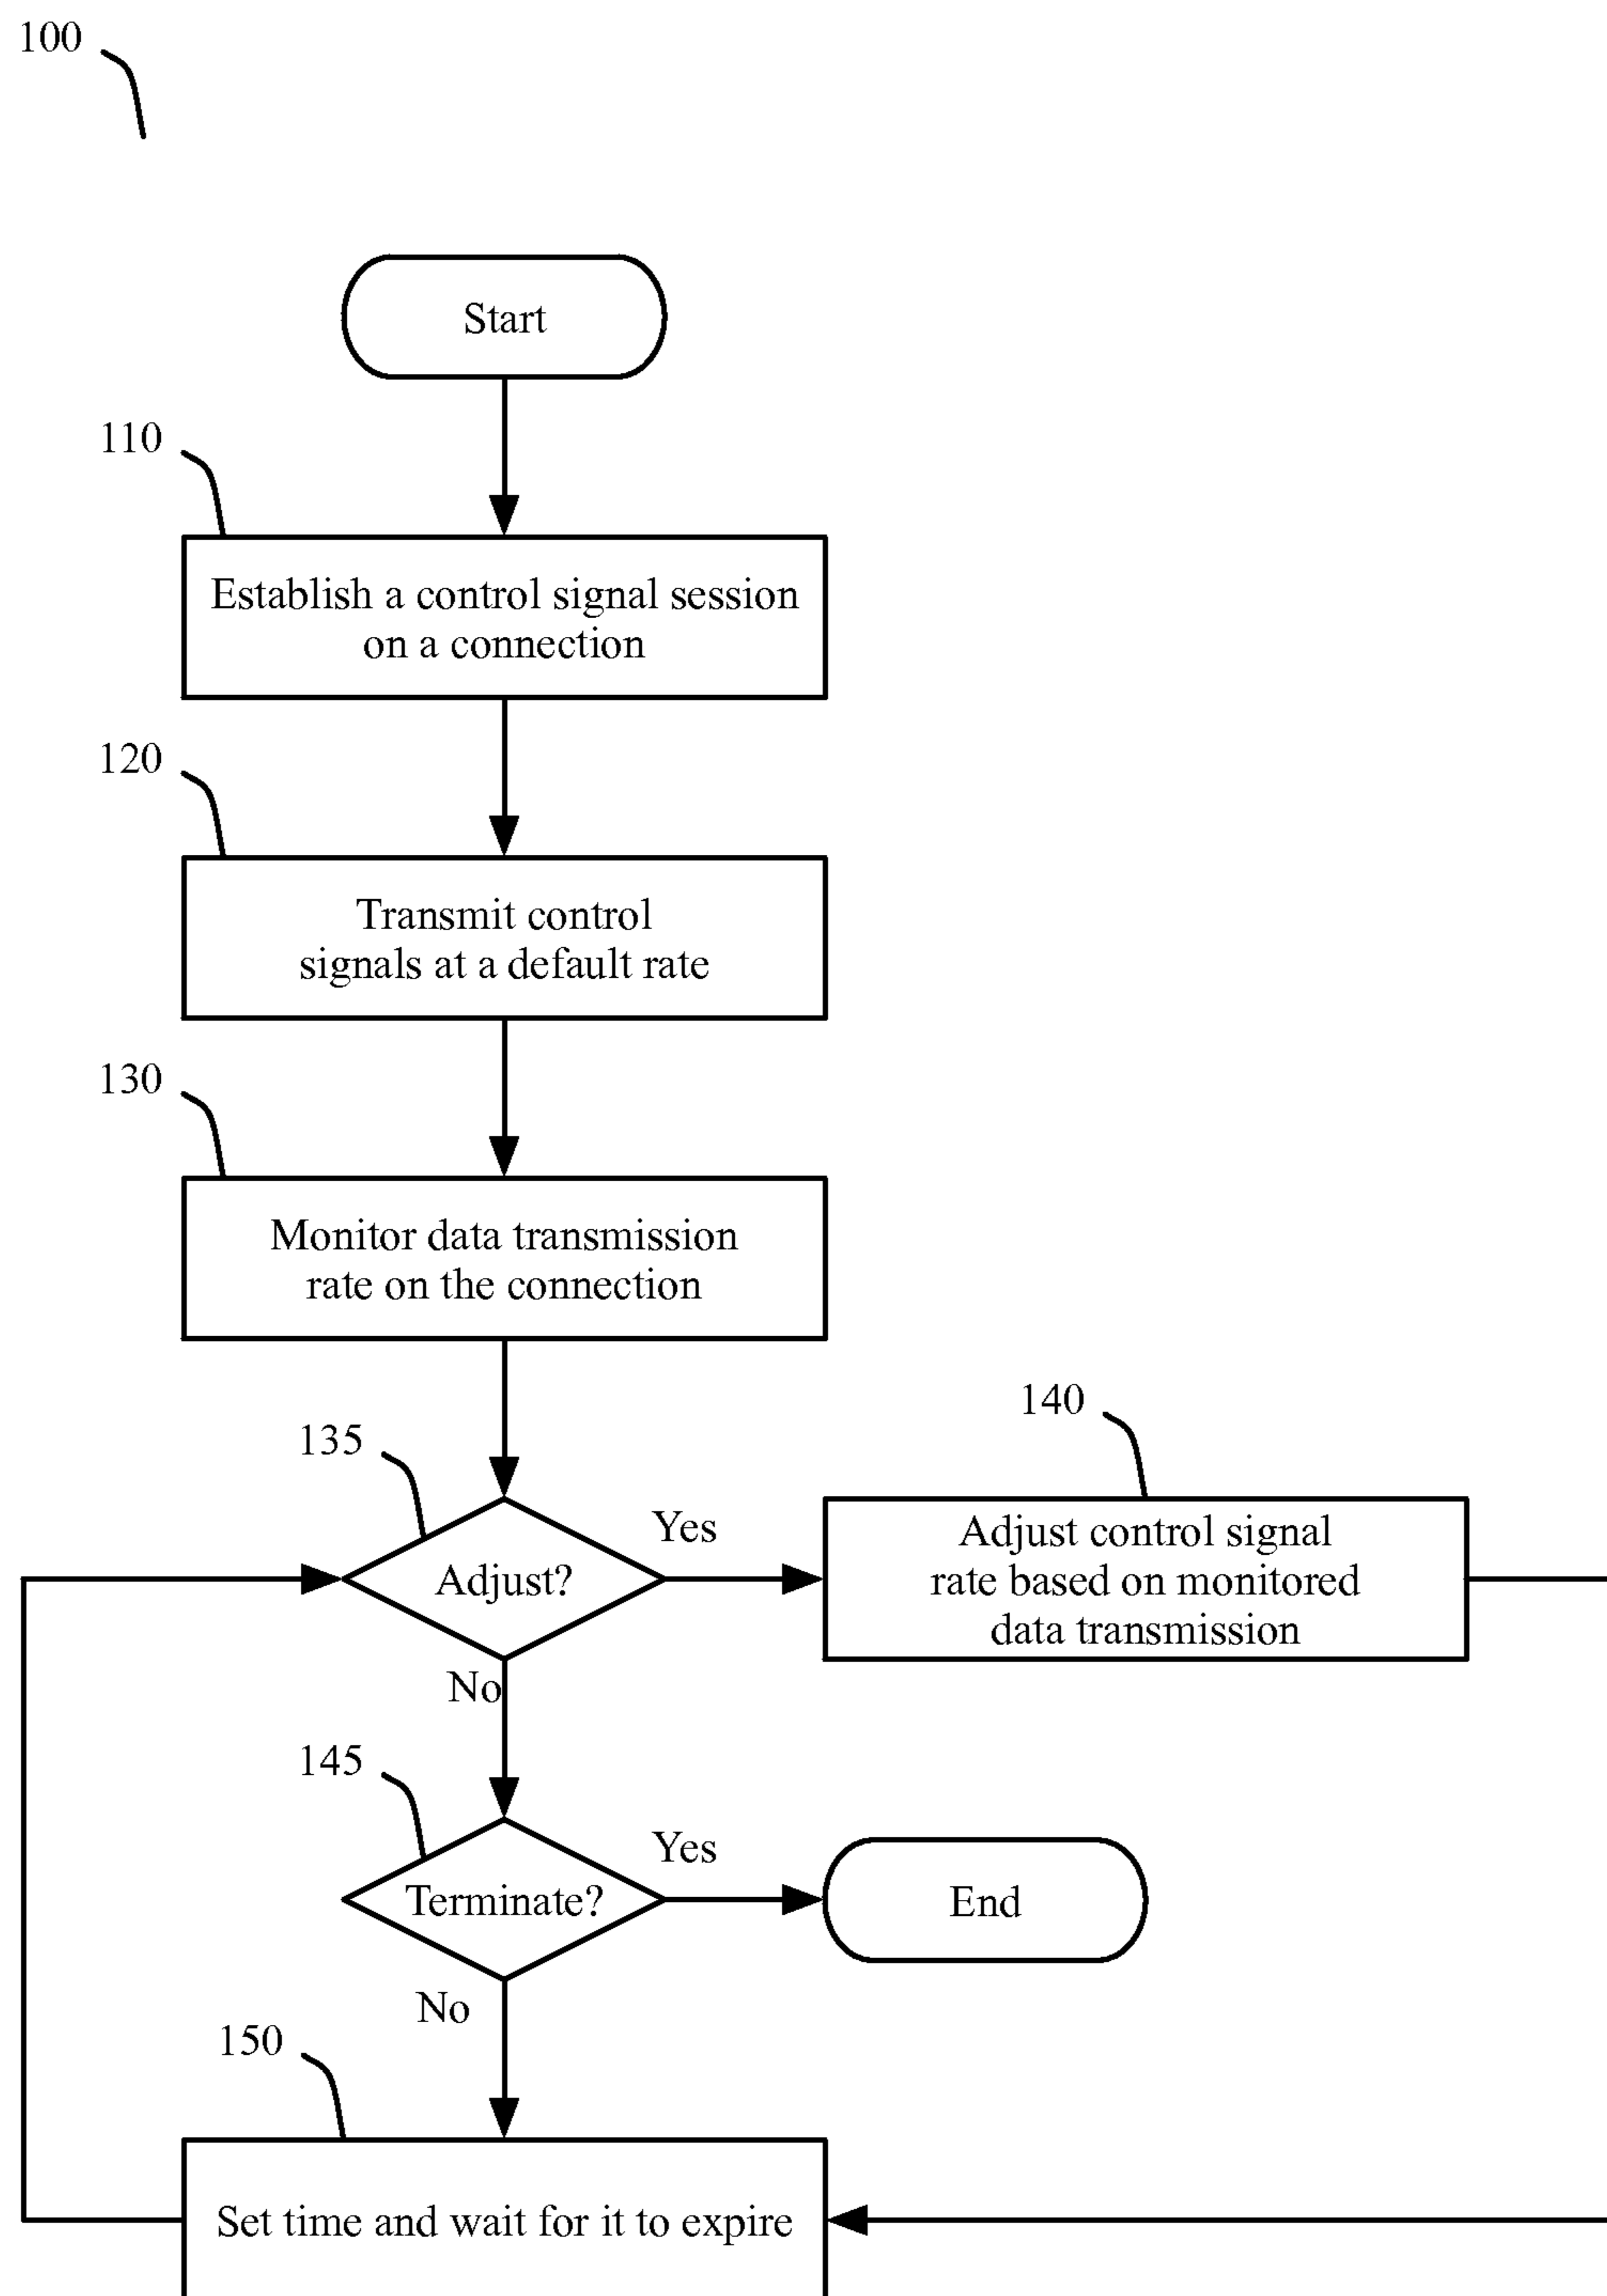 100
Start
110
Establish a control signal session
on a connection
120
Transmit control
signals at a default rate
130
Monitor data transmission
rate on the connection
135
Adjust?
Yes
140
Adjust control signal
rate based on monitored
data transmission
No
145
Terminate?
Yes
End
No
150
Set time and wait for it to expire